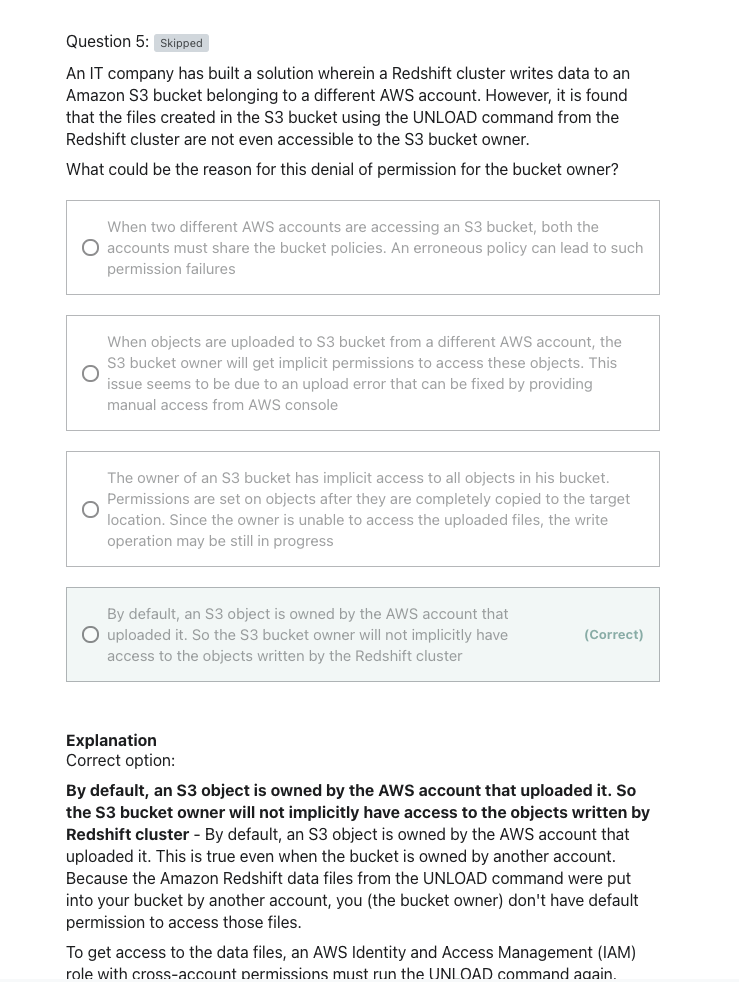 Question 5: Skipped
An IT company has built a solution wherein a Redshift cluster writes data to an
Amazon S3 bucket belonging to a different AWS account. However, it is found
that the files created in the S3 bucket using the UNLOAD command from the
Redshift cluster are not even accessible to the S3 bucket owner.
What could be the reason for this denial of permission for the bucket owner?
When two different AWS accounts are accessing an S3 bucket, both the
accounts must share the bucket policies. An erroneous policy can lead to such
permission failures
When objects are uploaded to S3 bucket from a different AWS account, the
S3 bucket owner will get implicit permissions to access these objects. This
issue seems to be due to an upload error that can be fixed by providing
manual access from AWS console
The owner of an S3 bucket has implicit access to all objects in his bucket.
Permissions are set on objects after they are completely copied to the target
location. Since the owner is unable to access the uploaded files, the write
operation may be still in progress
By default, an S3 object is owned by the AWS account that
uploaded it. So the S3 bucket owner will not implicitly have
access to the objects written by the Redshift cluster
(Correct)
Explanation
Correct option:
By default, an S3 object is owned by the AWS account that uploaded it. So
the S3 bucket owner will not implicitly have access to the objects written by
Redshift cluster - By default, an S3 object is owned by the AWS account that
uploaded it. This is true even when the bucket is owned by another account.
Because the Amazon Redshift data files from the UNLOAD command were put
into your bucket by another account, you (the bucket owner) don't have default
permission to access those files.
To get access to the data files, an AWS Identity and Access Management (IAM)
role with cross-account permissions must run the UNLOAD command again.